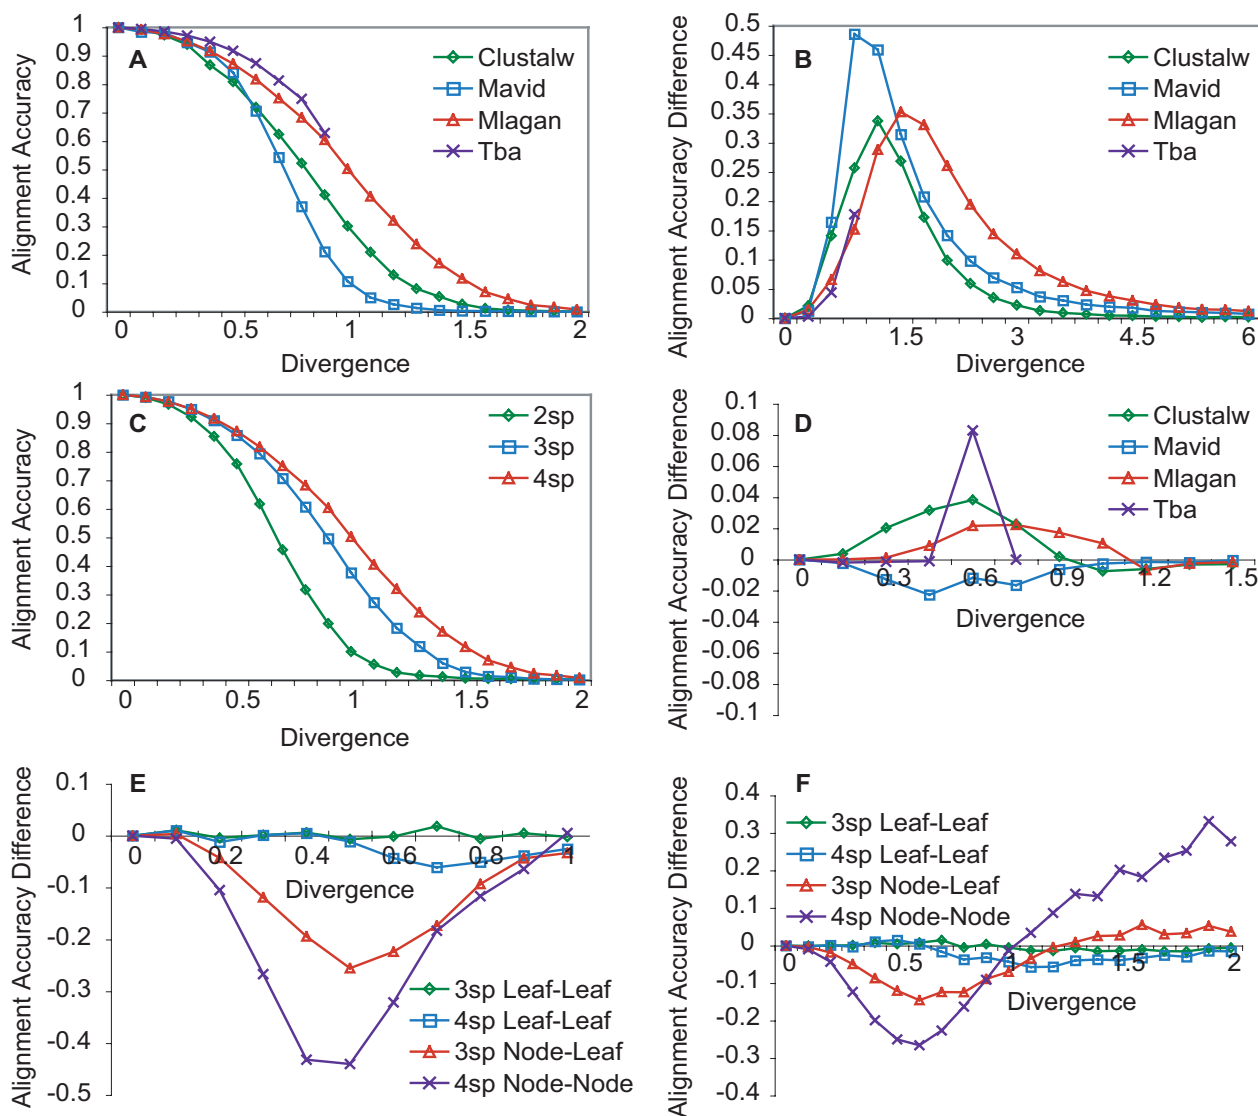 A
Alignment Accuracy
1
0.9
0.8
0.7
0.6
0.5
0.4
0.3
0.2
0.1
0
Clustalw
Mavid
Mlagan
Tba
0 0.5 1 1.5 2
Divergence
B
Alignment Accuracy Difference
0.5
0.45
0.4
0.35
0.3
0.25
0.2
0.15
0.1
0.05
0
Clustalw
Mavid
Mlagan
Tba
0 1.5 3 4.5 6
Divergence
C
Alignment Accuracy
1
0.9
0.8
0.7
0.6
0.5
0.4
0.3
0.2
0.1
0
2sp
3sp
4sp
0 0.5 1 1.5 2
Divergence
D
Alignment Accuracy Difference
0.1
0.08
0.06
0.04
0.02
0
-0.02
-0.04
-0.06
-0.08
-0.1
Clustalw
Mavid
Mlagan
Tba
0 0.3 0.6 0.9 1.2 1.5
Divergence
E
Alignment Accuracy Difference
0.1
0
-0.1
-0.2
-0.3
-0.4
-0.5
0 0.2 0.4 0.6 0.8 1
Divergence
3sp Leaf-Leaf
4sp Leaf-Leaf
3sp Node-Leaf
4sp Node-Node
F
Alignment Accuracy Difference
0.4
0.3
0.2
0.1
0
-0.1
-0.2
-0.3
-0.4
3sp Leaf-Leaf
4sp Leaf-Leaf
3sp Node-Leaf
4sp Node-Node
0 0.5 1 1.5 2
Divergence